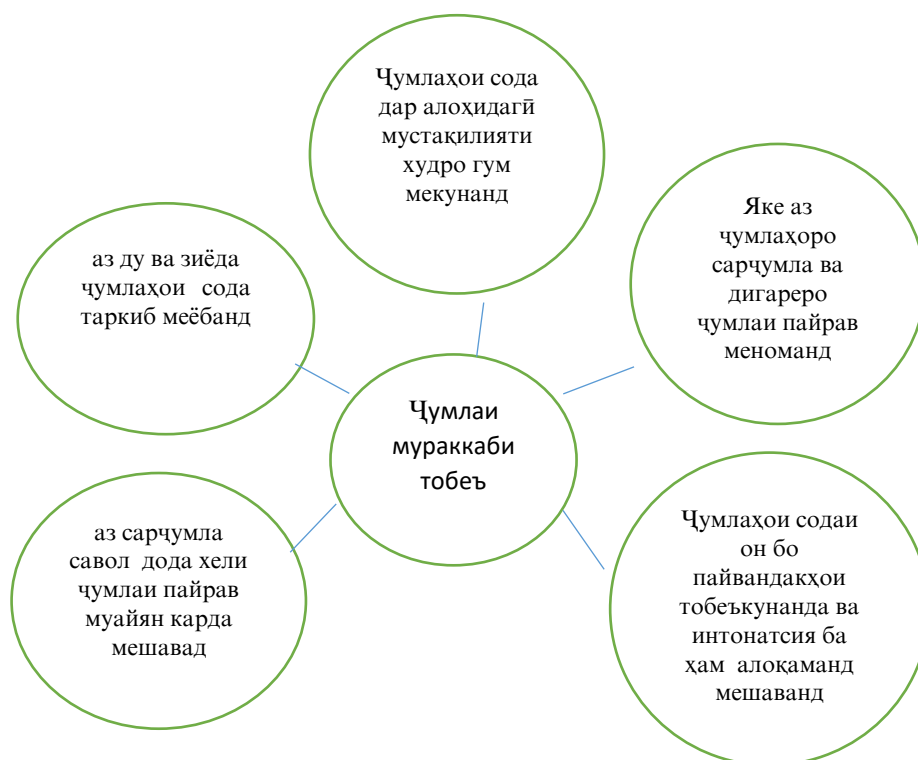 Ҷумлаҳои сода
дар алоҳидагӣ
мустақилияти
худро гум
мекунанд
Яке аз
ҷумлаҳоро
сарҷумла ва
дигареро
ҷумлаи пайрав
меноманд
аз ду ва зиёда
ҷумлаҳои сода
таркиб меёбанд
Ҷумлаи
мураккаби
тобеъ
аз сарҷумла
савол дода хели
ҷумлаи пайрав
муайян карда
мешавад
Ҷумлаҳои содаи
он бо
пайвандакҳои
тобеъкунанда ва
интонатсия ба
ҳам алоқаманд
мешаванд